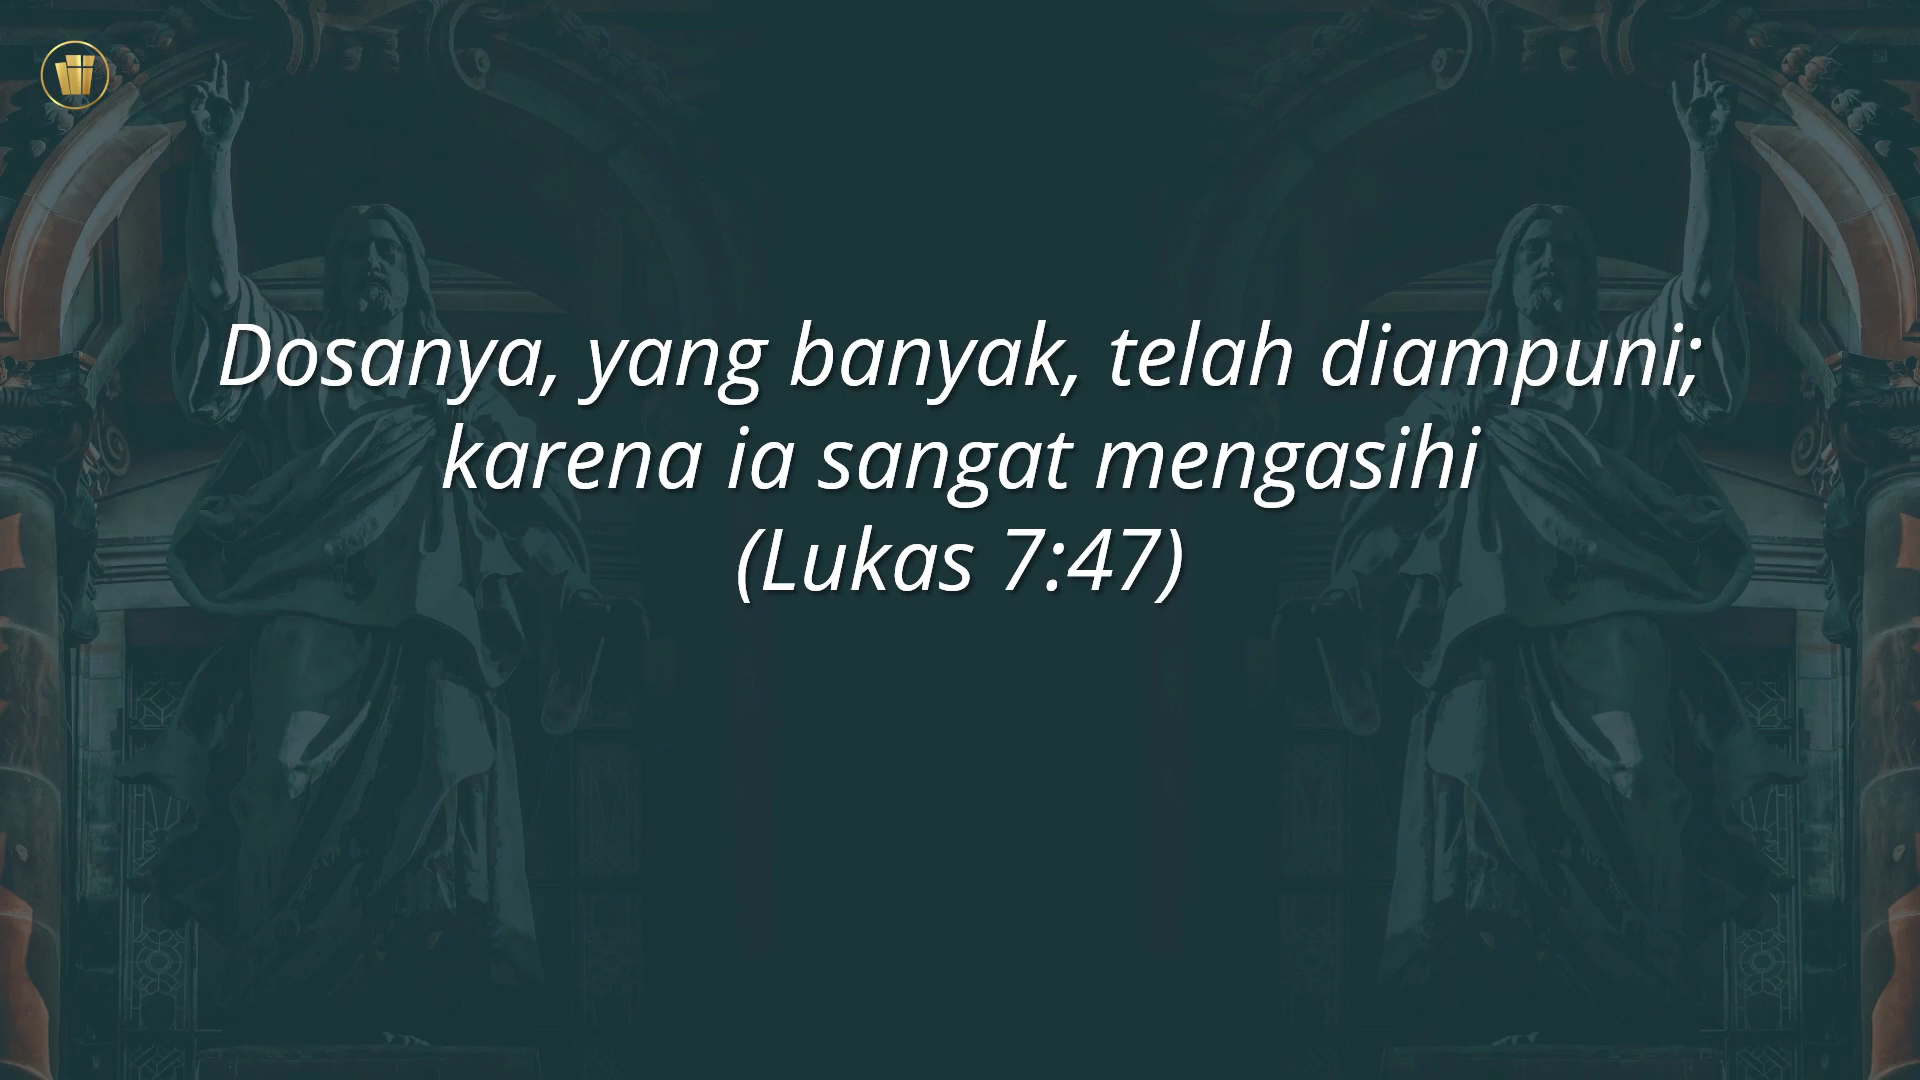 Dosanya, yang banyak, telah diampuni;
karena ia sangat mengasihi
(Lukas 7:47)